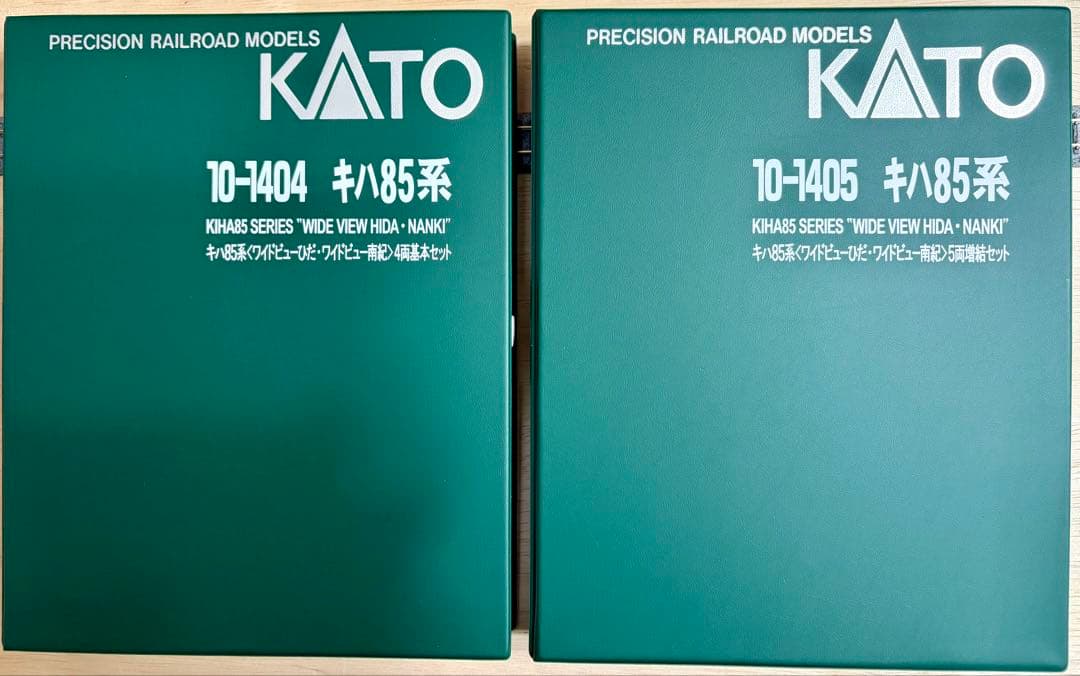 PRECISION RAILROAD MODELS
KATO
10-1404 キハ85系
KIHA85 SERIES "WIDE VIEW HIDA・NANKI"
キハ85系〈ワイドビューひだ・ワイドビュー南紀〉4両基本セット
PRECISION RAILROAD MODELS
KATO
10-1405 キハ85系
KIHA85 SERIES "WIDE VIEW HIDA・NANKI"
キハ85系〈ワイドビューひだ・ワイドビュー南紀〉5両増結セット